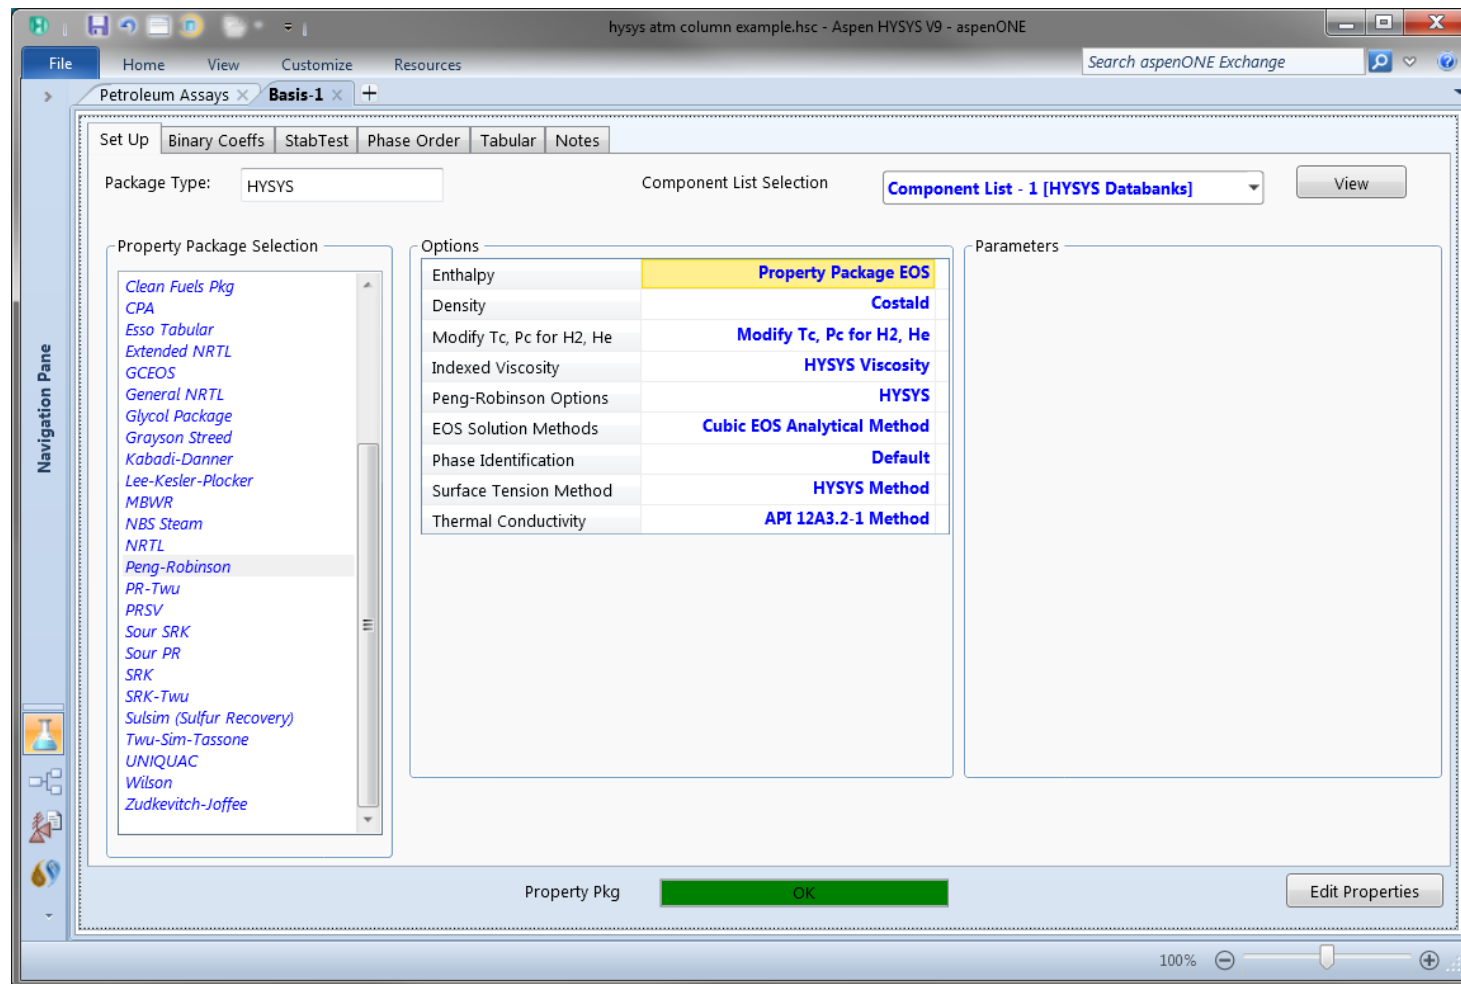 hysys atm column example.hsc - Aspen HYSYS V9 - aspenONE
File Home View Customize Resources Search aspenONE Exchange
Petroleum Assays Basis-1
Set Up Binary Coeffs StabTest Phase Order Tabular Notes
Package Type: HYSYS Component List Selection Component List - 1 [HYSYS Databanks] View
Property Package Selection
Clean Fuels Pkg
CPA
Esso Tabular
Extended NRTL
GCEOS
General NRTL
Glycol Package
Grayson Streed
Kabadi-Danner
Lee-Kesler-Plocker
MBWR
NBS Steam
NRTL
Peng-Robinson
PR-Twu
PRSV
Sour SRK
Sour PR
SRK
SRK-Twu
Sulsim (Sulfur Recovery)
Twu-Sim-Tassone
UNIQUAC
Wilson
Zudkevitch-Joffee
Options
Enthalpy Property Package EOS
Density Costald
Modify Tc, Pc for H2, He Modify Tc, Pc for H2, He
Indexed Viscosity HYSYS Viscosity
Peng-Robinson Options HYSYS
EOS Solution Methods Cubic EOS Analytical Method
Phase Identification Default
Surface Tension Method HYSYS Method
Thermal Conductivity API 12A3.2-1 Method
Parameters
Navigation Pane
Property Pkg OK Edit Properties
100%